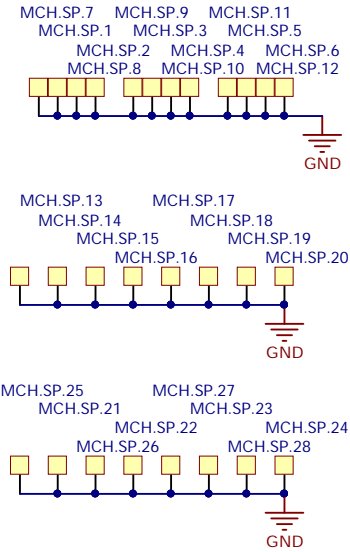 MCH.SP.7 MCH.SP.9 MCH.SP.11
MCH.SP.1 MCH.SP.3 MCH.SP.5
MCH.SP.2 MCH.SP.4 MCH.SP.6
MCH.SP.8 MCH.SP.10 MCH.SP.12
GND
MCH.SP.13 MCH.SP.17
MCH.SP.14 MCH.SP.18
MCH.SP.15 MCH.SP.19
MCH.SP.16 MCH.SP.20
GND
MCH.SP.25 MCH.SP.27
MCH.SP.21 MCH.SP.23
MCH.SP.22 MCH.SP.24
MCH.SP.26 MCH.SP.28
GND